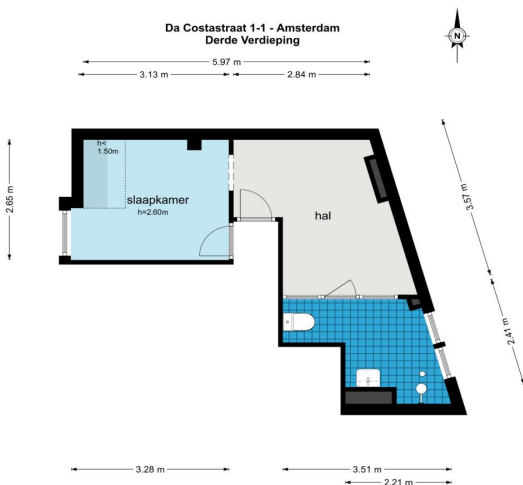 Da Costastraat 1-1 - Amsterdam
Derde Verdieping
N
5.97 m
3.13 m
2.84 m
h<
1.50m
2.65 m
slaapkamer
h=2.60m
hal
3.57 m
2.41 m
3.28 m
3.51 m
2.21 m